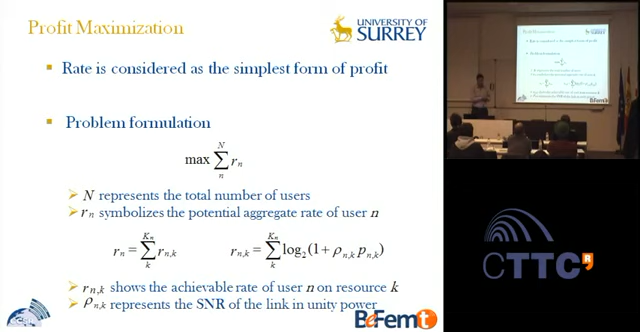 Profit Maximization
UNIVERSITY OF
SURREY
Rate is considered as the simplest form of profit
Problem formulation
max ∑_n^N r_n
N represents the total number of users
r_n symbolizes the potential aggregate rate of user n
r_n = ∑_k^{K_n} r_{n,k}    r_{n,k} = ∑_k^{K_n} log_2(1 + ρ_{n,k} p_{n,k})
r_{n,k} shows the achievable rate of user n on resource k
ρ_{n,k} represents the SNR of the link in unity power
BeFemt
CTTC